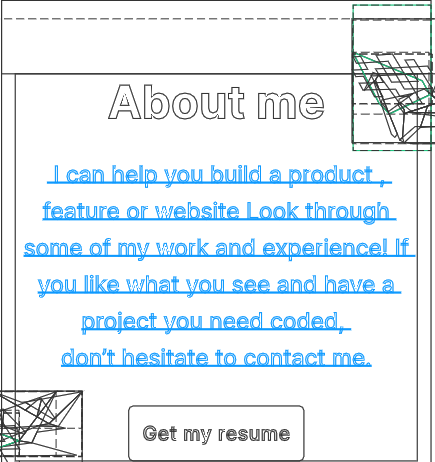 About me
I can help you build a product ,
feature or website Look through
some of my work and experience! If
you like what you see and have a
project you need coded,
don't hesitate to contact me.
Get my resume